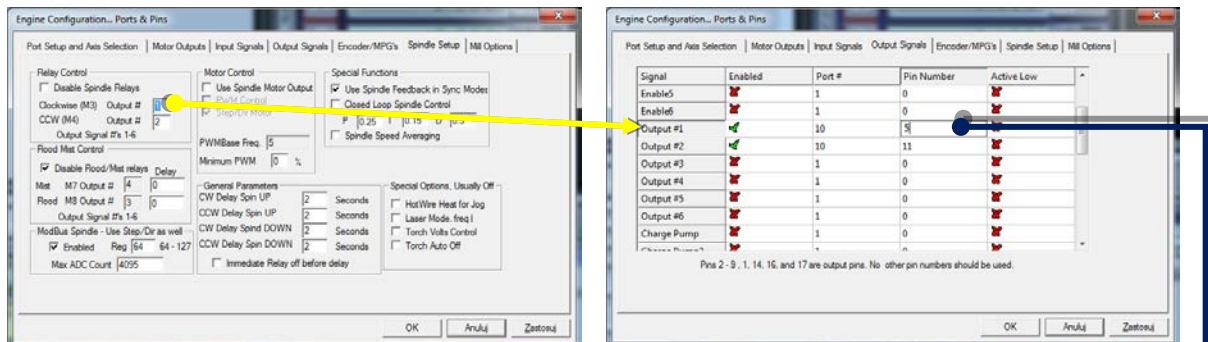 Engine Configuration... Ports & Pins
Port Setup and Axis Selection Motor Outputs Input Signals Output Signals Encoder/MPG's Spindle Setup Mill Options
Relay Control
Disable Spindle Relays
Clockwise (M3) Output # 1
CCW (M4) Output # 2
Output Signal #'s 1-6
Flood Mist Control
Disable Flood/Mist relays Delay
Mist M7 Output # 4 0
Flood M8 Output # 3 0
Output Signal #'s 1-6
ModBus Spindle - Use Step/Dir as well
Enabled Reg 64 64 - 127
Max ADC Count 4095
Motor Control
Use Spindle Motor Output
PWM Control
Step/Dir Motor
PWMBase Freq. 5
Minimum PWM 0 %
General Parameters
CW Delay Spin UP 2 Seconds
CCW Delay Spin UP 2 Seconds
CW Delay Spind DOWN 2 Seconds
CCW Delay Spin DOWN 2 Seconds
Immediate Relay off before delay
Special Functions
Use Spindle Feedback in Sync Modes
Closed Loop Spindle Control
P 0.25 I 0.15 D 0.3
Spindle Speed Averaging
Special Options, Usually Off
HotWire Heat for Jog
Laser Mode. freq
Torch Volts Control
Torch Auto Off
OK Anuluj Zastosuj
Engine Configuration... Ports & Pins
Port Setup and Axis Selection Motor Outputs Input Signals Output Signals Encoder/MPG's Spindle Setup Mill Options
Signal Enabled Port # Pin Number Active Low
Enable5 1 0
Enable6 1 0
Output #1 10 5
Output #2 10 11
Output #3 1 0
Output #4 1 0
Output #5 1 0
Output #6 1 0
Charge Pump 1 0
Charge Pump2 1 0
Pins 2 - 9 , 1, 14, 16, and 17 are output pins. No other pin numbers should be used.
OK Anuluj Zastosuj